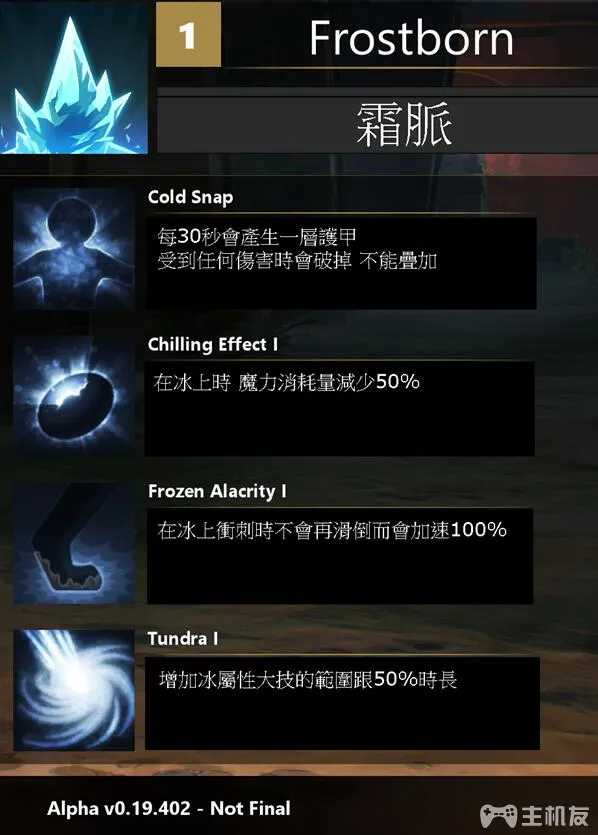 1
Frostborn
霜脈
Cold Snap
每30秒會產生一層護甲
受到任何傷害時會破掉 不能疊加
Chilling Effect I
在冰上時 魔力消耗量減少50%
Frozen Alacrity I
在冰上衝刺時不會再滑倒而會加速100%
Tundra I
增加冰屬性大技的範圍跟50%時長
Alpha v0.19.402 - Not Final
主机友